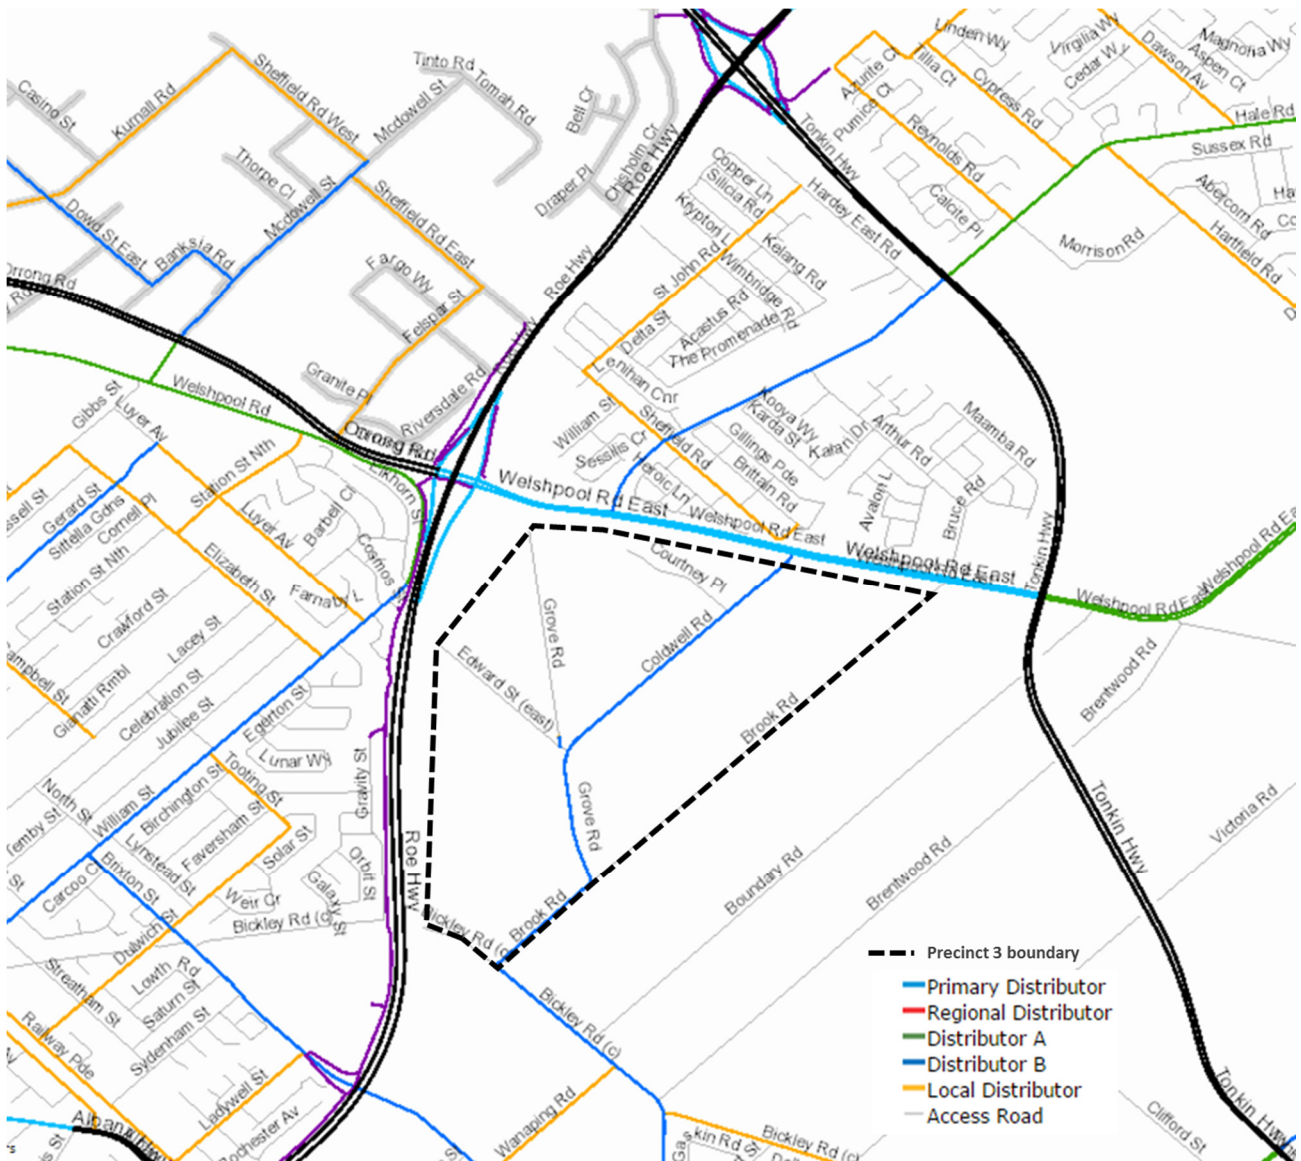 Linden Wy
Virgilia Wy
Magnolia Wy
Dawson Av
Aspen Ct
Tillia Ct
Cedar W
Azurite Ct
Cypress Rd
Pumice Ct
Hale Rd
Sussex Rd
Reynolds Rd
Tonkin Hwy
Calcite Pl
Abercorn Rd
Morrison Rd
Hartfield Rd
Tinto Rd
Tomah Rd
Mcdowell St
Sheffield Rd West
Kurnall Rd
Casino St
Bell Cr
Chisholm Cr
Roe Hwy
Draper Pl
Thorpe Cl
Mcdowell St
Dowd St East
Banksia Rd
Sheffield Rd East
Fargo Wy
Felspar St
Roe Hwy
Copper Ln
Silicia Rd
Krypton L
Hardey East Rd
Kelang Rd
St John Rd
Wimbridge Rd
Acastus Rd
Delta St
The Promenade
Lenihan Cnr
orrong Rd
Welshpool Rd
Granite Pl
Riversdale Rd
Gibbs St
Luyer Av
Station St Nth
Elkhorn St
William St
Sessilis Cr
Sheffield Rd
Heroic Ln
Kooya Wy
Karda St
Gillings Pde
Kalan Dr
Brittain Rd
Arthur Rd
Maamba Rd
Avalon L
Bruce Rd
Welshpool Rd East
Welshpool Rd East
Welshpool Rd East
Tonkin Hwy
Welshpool Rd East
Welshpool Rd Ea
ssell St
Gerard St
Sittella Gdns
Cornell Pl
Luyer Av
Barbell Ct
Cosmos St
Station St Nth
Elizabeth St
Farnaby L
Crawford St
Lacey St
ampbell St
Gianatti Rmbl
Celebration St
Jubilee St
Egerton St
Lunar Wy
Courtney Pl
Grove Rd
Coldwell Rd
Edward St (east)
Brook Rd
Brentwood Rd
Grove Rd
Gravity St
Tooting St
North St
William St
Birchington St
Faversham St
Lynstead St
Solar St
Temby St
Brixton St
Carcoo C
Weir Cr
Galaxy St
Orbit St
Roe Hwy
Bickley Rd (c)
Bickley Rd (c
Brook Rd
Boundary Rd
Brentwood Rd
Tonkin Hwy
Victoria Rd
Dulwich St
Lowth Rd
Streatham St
Saturn St
Sydenham St
Railway Pde
Ladywell St
Rochester Av
Bickley Rd (c)
Wanaping Rd
Bickley Rd (c)
Clifford St
Tonkin Hwy
Precinct 3 boundary
Primary Distributor
Regional Distributor
Distributor A
Distributor B
Local Distributor
Access Road